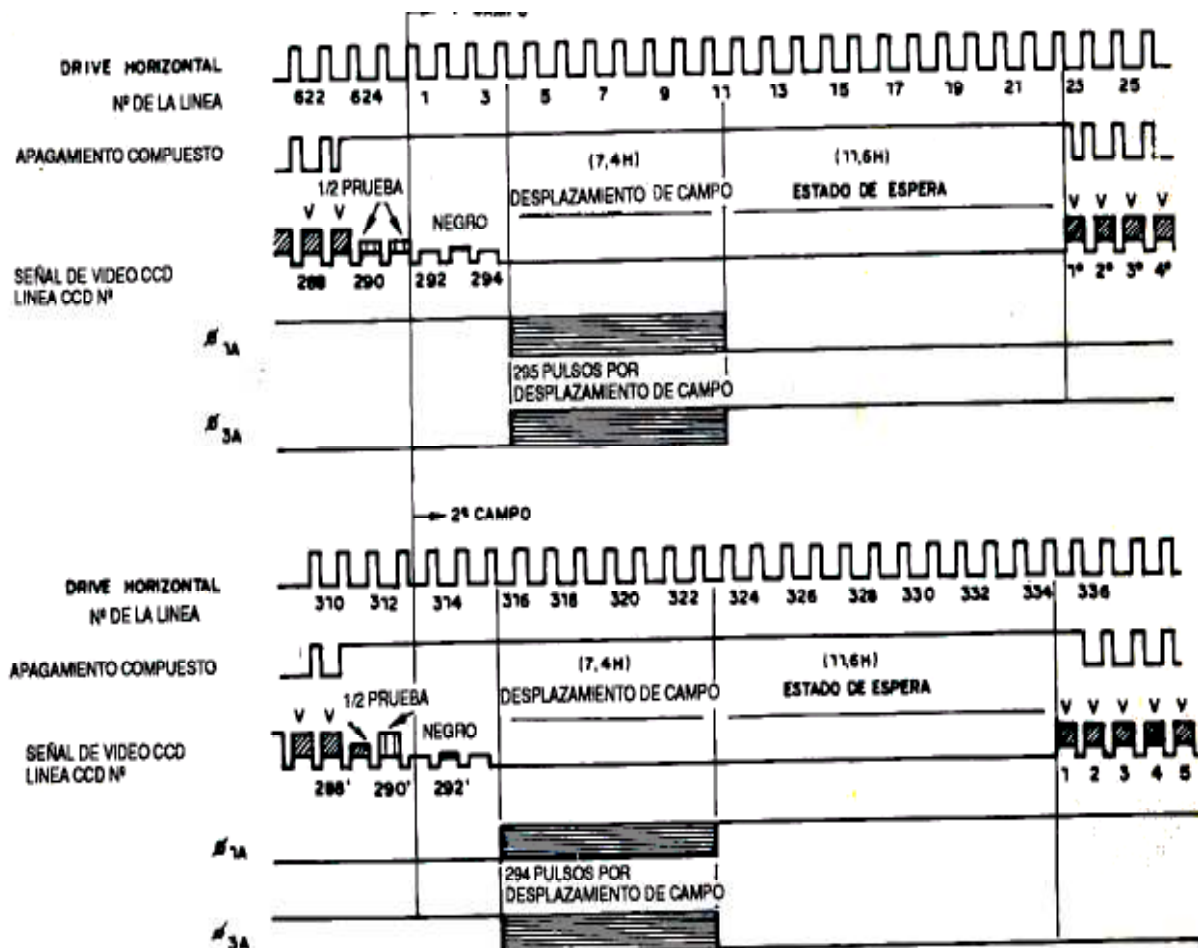 CAMPO
DRIVE HORIZONTAL
Nº DE LA LINEA
622 624 1 3 5 7 9 11 13 15 17 19 21 23 25
APAGAMIENTO COMPUESTO
(7,4H) (11,6H)
1/2 PRUEBA
DESPLAZAMIENTO DE CAMPO ESTADO DE ESPERA
V V NEGRO V V V V
SEÑAL DE VIDEO CCD
LINEA CCD Nº
288 290 292 294 1º 2º 3º 4º
Ø 1A
295 PULSOS POR
DESPLAZAMIENTO DE CAMPO
Ø 3A
2º CAMPO
DRIVE HORIZONTAL
Nº DE LA LINEA
310 312 314 316 318 320 322 324 326 328 330 332 334 336
APAGAMIENTO COMPUESTO
(7,4H) (11,6H)
1/2 PRUEBA
DESPLAZAMIENTO DE CAMPO ESTADO DE ESPERA
V V NEGRO V V V V V
SEÑAL DE VIDEO CCD
LINEA CCD Nº
288' 290' 292' 1 2 3 4 5
Ø 1A
294 PULSOS POR
DESPLAZAMIENTO DE CAMPO
Ø 3A